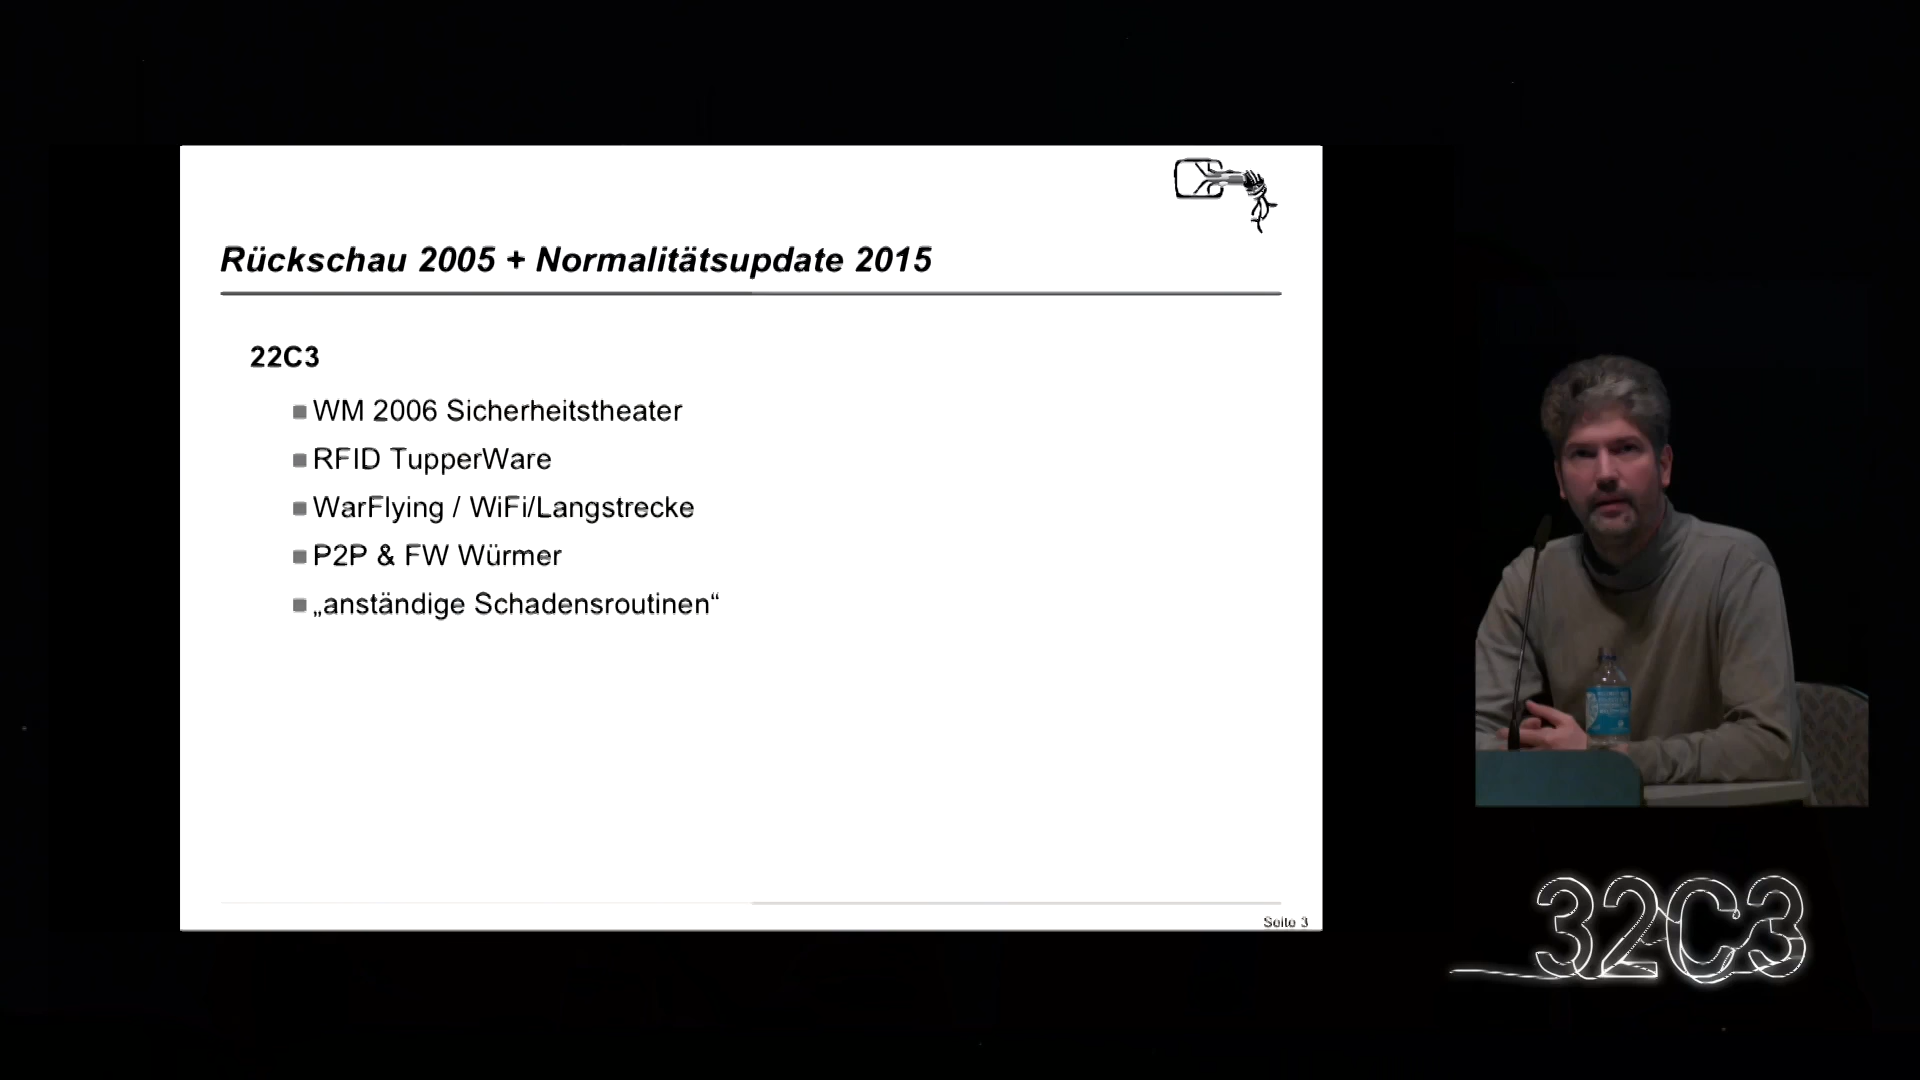 Rückschau 2005 + Normalitätsupdate 2015
22C3
WM 2006 Sicherheitstheater
RFID TupperWare
WarFlying / WiFi/Langstrecke
P2P & FW Würmer
„anständige Schadensroutinen“
Seite 3
32C3